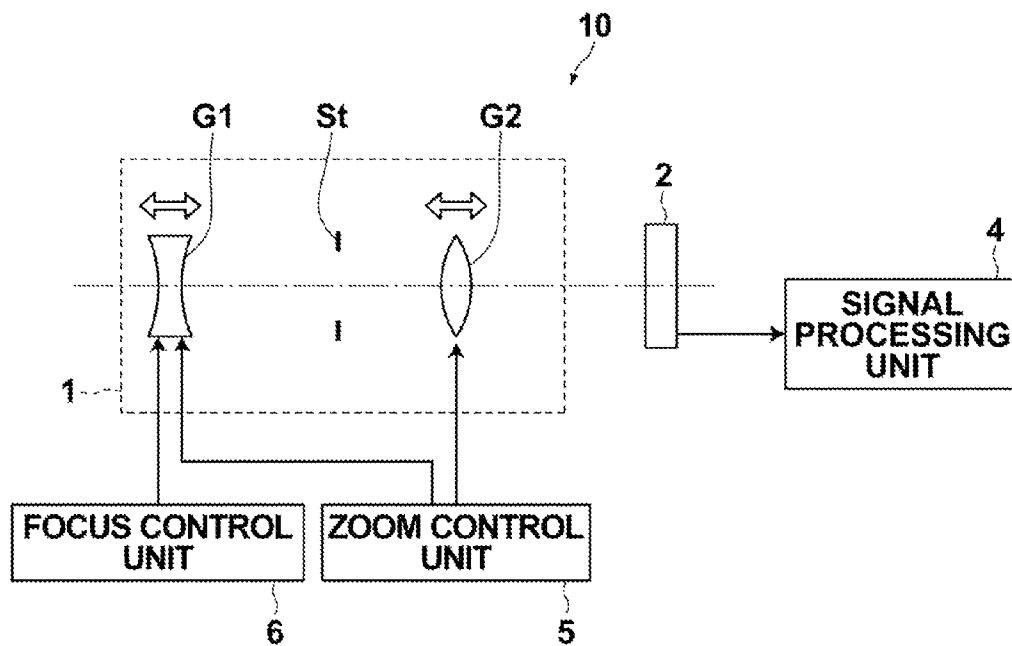 10
G1
St
G2
2
4
SIGNAL
PROCESSING
UNIT
1
FOCUS CONTROL
UNIT
ZOOM CONTROL
UNIT
6
5